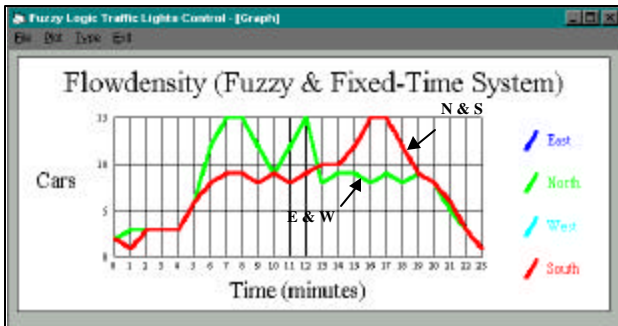 Fuzzy Logic Traffic Lights Control - [Graph]
File Plot Type Exit
Flowdensity (Fuzzy & Fixed-Time System)
N & S
15
10
5
0
Cars
E & W
0 1 2 3 4 5 6 7 8 9 10 11 12 13 14 15 16 17 18 19 20 21 22 23
Time (minutes)
East
North
West
South